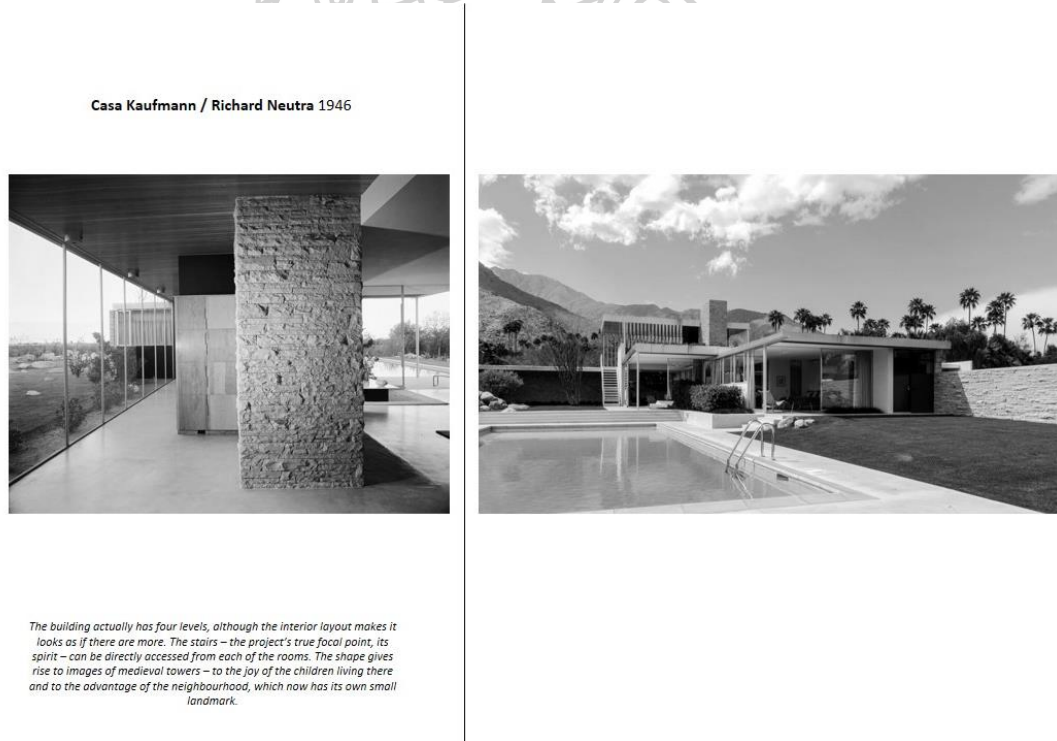 Casa Kaufmann / Richard Neutra 1946
The building actually has four levels, although the interior layout makes it
looks as if there are more. The stairs – the project's true focal point, its
spirit – can be directly accessed from each of the rooms. The shape gives
rise to images of medieval towers – to the joy of the children living there
and to the advantage of the neighbourhood, which now has its own small
landmark.